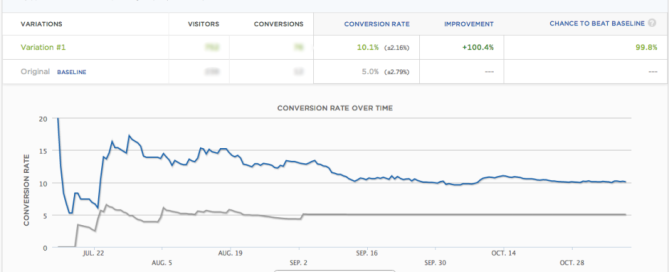 VARIATIONS VISITORS CONVERSIONS CONVERSION RATE IMPROVEMENT CHANCE TO BEAT BASELINE ?
Variation #1 10.1% (±2.16%) +100.4% 99.8%
Original BASELINE 5.0% (±2.79%) --- ---
CONVERSION RATE OVER TIME
CONVERSION RATE
20
15
10
5
0
JUL. 22 AUG. 5 AUG. 19 SEP. 2 SEP. 16 SEP. 30 OCT. 14 OCT. 28